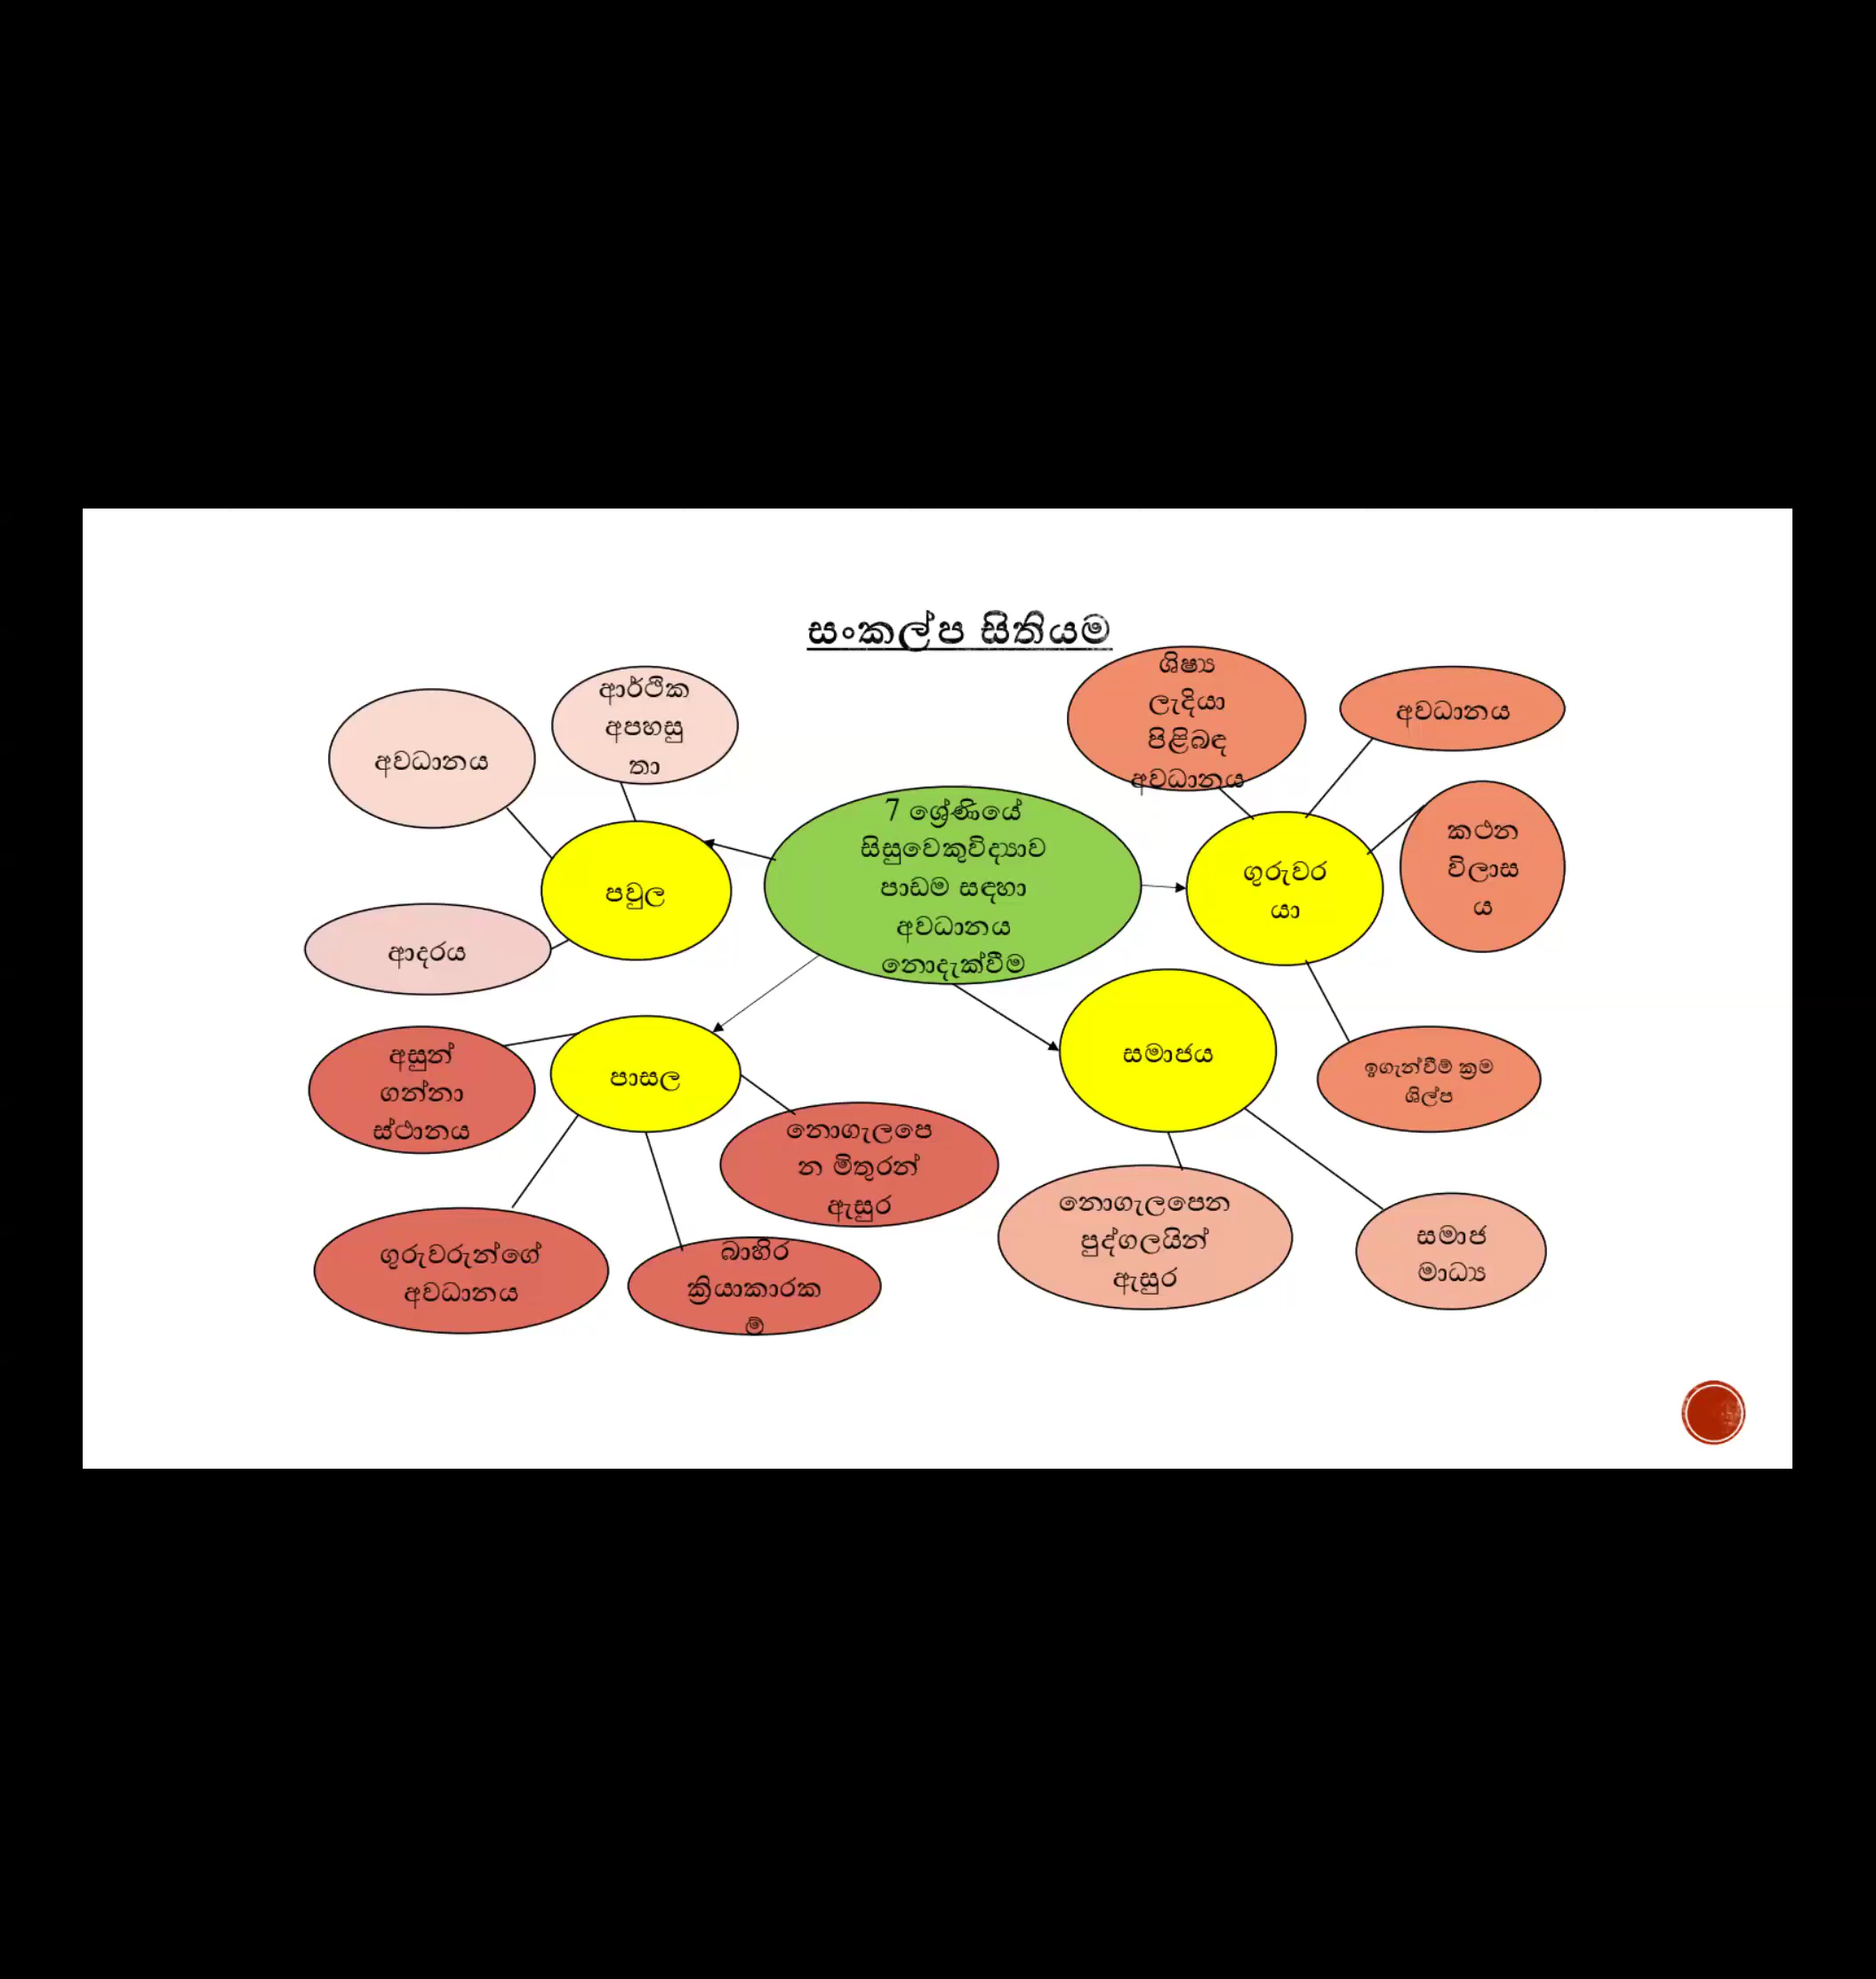 සංකල්ප සිතියම
ආර්ථික
අපහසු
තා
අවධානය
පවුල
ආදරය
7 ශ්‍රේණියේ
සිසුවෙකුවිද්‍යාව
පාඩම සඳහා
අවධානය
නොදැක්වීම
ශිෂ්‍ය
ලැදියා
පිළිබඳ
අවධානය
අවධානය
ගුරුවර
යා
කථන
විලාස
ය
ඉගැන්වීම් ක්‍රම
ශිල්ප
අසුන්
ගන්නා
ස්ථානය
පාසල
නොගැලපෙ
න මිතුරන්
ඇසුර
ගුරුවරුන්ගේ
අවධානය
බාහිර
ක්‍රියාකාරක
ම්
සමාජය
නොගැලපෙන
පුද්ගලයින්
ඇසුර
සමාජ
මාධ්‍ය